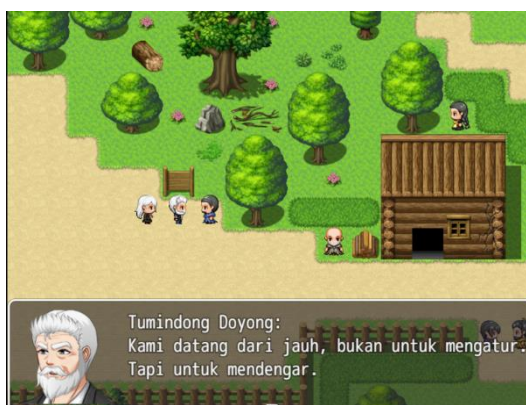 Tumindong Doyong:
Kami datang dari jauh, bukan untuk mengatur.
Tapi untuk mendengar.